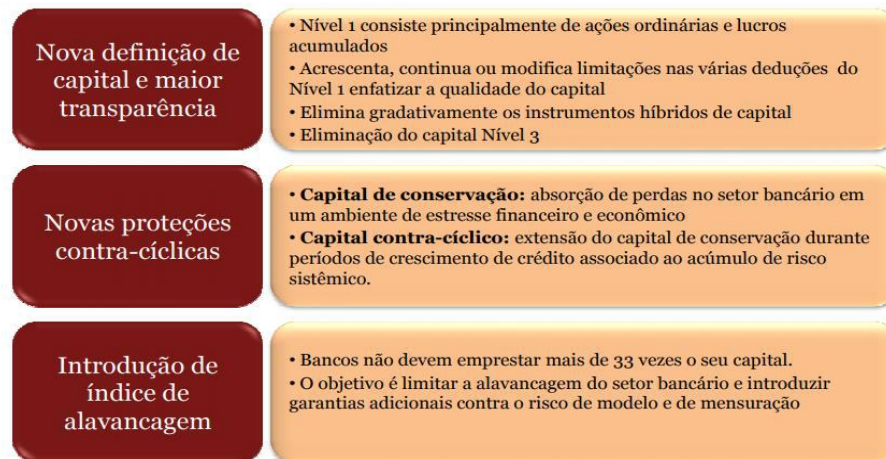 Nova definição de
capital e maior
transparência
• Nível 1 consiste principalmente de ações ordinárias e lucros
acumulados
• Acrescenta, continua ou modifica limitações nas várias deduções do
Nível 1 enfatizar a qualidade do capital
• Elimina gradativamente os instrumentos híbridos de capital
• Eliminação do capital Nível 3
Novas proteções
contra-cíclicas
• Capital de conservação: absorção de perdas no setor bancário em
um ambiente de estresse financeiro e econômico
• Capital contra-cíclico: extensão do capital de conservação durante
períodos de crescimento de crédito associado ao acúmulo de risco
sistêmico.
Introdução de
índice de
alavancagem
• Bancos não devem emprestar mais de 33 vezes o seu capital.
• O objetivo é limitar a alavancagem do setor bancário e introduzir
garantias adicionais contra o risco de modelo e de mensuração